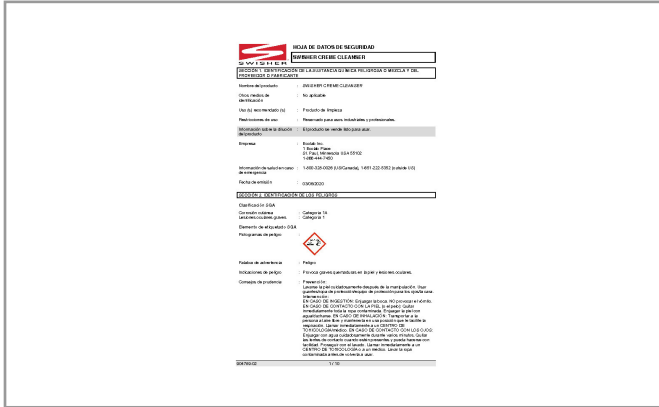 SWISHER
HOJA DE DATOS DE SEGURIDAD
SWISHER CREME CLEANSER
SECCIÓN 1. IDENTIFICACIÓN DE LA SUSTANCIA QUÍMICA PELIGROSA O MEZCLA Y DEL
PROVEEDOR O FABRICANTE
Nombre del producto : SWISHER CREME CLEANSER
Otros medios de : No aplicable
identificación
Uso (s) recomendado (s) : Producto de limpieza
Restricciones de uso : Reservado para usos industriales y profesionales.
Información sobre la dilución : El producto se vende listo para usar.
del producto
Empresa : Ecolab Inc.
1 Ecolab Place
St. Paul, Minnesota USA 55102
1-866-444-7450
Información de salud en caso : 1-800-328-0026 (US/Canada), 1-651-222-5352 (outside US)
de emergencia
Fecha de emisión : 03/06/2020
SECCIÓN 2. IDENTIFICACIÓN DE LOS PELIGROS
Clasificación SGA
Corrosión cutánea : Categoría 1A
Lesiones oculares graves : Categoría 1
Elemento de etiquetado SGA
Pictogramas de peligro :
Palabra de advertencia : Peligro
Indicaciones de peligro : Provoca graves quemaduras en la piel y lesiones oculares.
Consejos de prudencia : Prevención:
Lavarse la piel cuidadosamente después de la manipulación. Usar
guantes/ropa de protección/equipo de protección para los ojos/la cara.
Intervención:
EN CASO DE INGESTIÓN: Enjuagar la boca. NO provocar el vómito.
EN CASO DE CONTACTO CON LA PIEL (o el pelo): Quitar
inmediatamente toda la ropa contaminada. Enjuagar la piel con
agua/ducharse. EN CASO DE INHALACIÓN: Transportar a la
persona al aire libre y mantenerla en una posición que le facilite la
respiración. Llamar inmediatamente a un CENTRO DE
TOXICOLOGÍA/médico. EN CASO DE CONTACTO CON LOS OJOS:
Enjuagar con agua cuidadosamente durante varios minutos. Quitar
las lentes de contacto cuando estén presentes y pueda hacerse con
facilidad. Proseguir con el lavado. Llamar inmediatamente a un
CENTRO DE TOXICOLOGÍA o a un médico. Lavar la ropa
contaminada antes de volverla a usar.
1 / 10